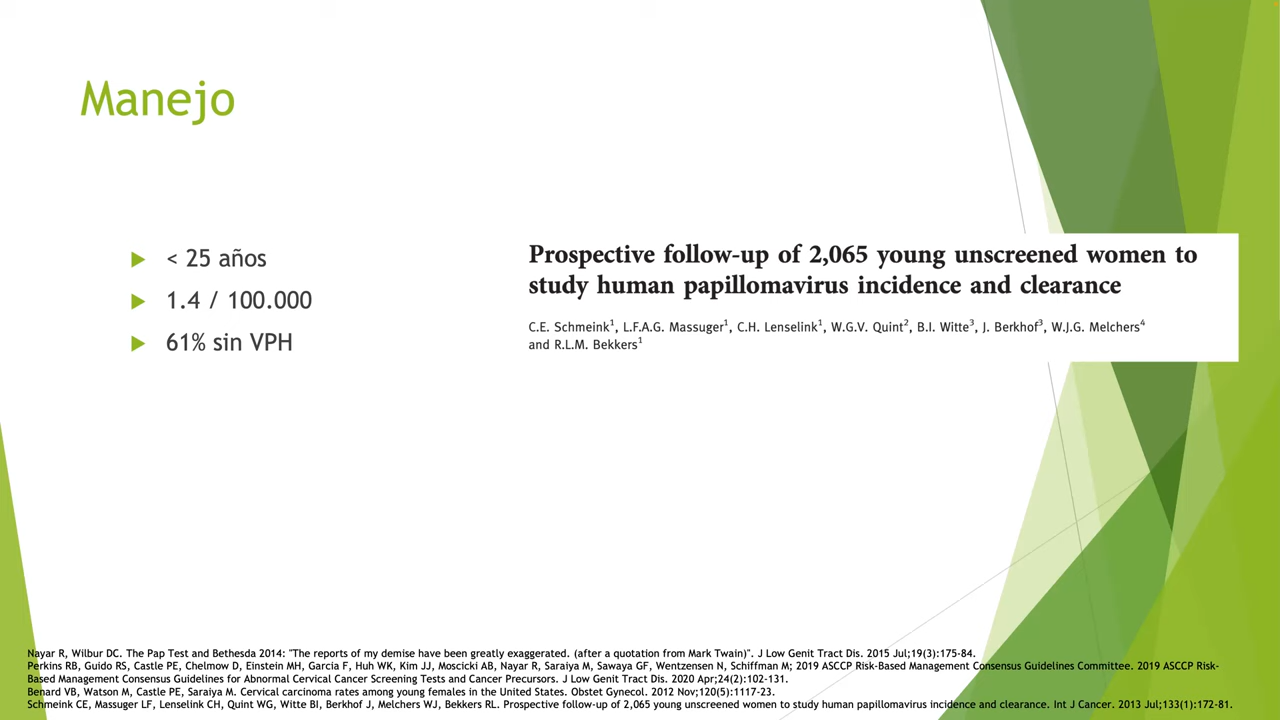 Manejo
< 25 años
1.4 / 100.000
61% sin VPH
Prospective follow-up of 2,065 young unscreened women to
study human papillomavirus incidence and clearance
C.E. Schmeink1, L.F.A.G. Massuger1, C.H. Lenselink1, W.G.V. Quint2, B.I. Witte3, J. Berkhof3, W.J.G. Melchers4
and R.L.M. Bekkers1
Nayar R, Wilbur DC. The Pap Test and Bethesda 2014: "The reports of my demise have been greatly exaggerated. (after a quotation from Mark Twain)". J Low Genit Tract Dis. 2015 Jul;19(3):175-84.
Perkins RB, Guido RS, Castle PE, Chelmow D, Einstein MH, Garcia F, Huh WK, Kim JJ, Moscicki AB, Nayar R, Saraiya M, Sawaya GF, Wentzensen N, Schiffman M; 2019 ASCCP Risk-Based Management Consensus Guidelines Committee. 2019 ASCCP Risk-
Based Management Consensus Guidelines for Abnormal Cervical Cancer Screening Tests and Cancer Precursors. J Low Genit Tract Dis. 2020 Apr;24(2):102-131.
Benard VB, Watson M, Castle PE, Saraiya M. Cervical carcinoma rates among young females in the United States. Obstet Gynecol. 2012 Nov;120(5):1117-23.
Schmeink CE, Massuger LF, Lenselink CH, Quint WG, Witte BI, Berkhof J, Melchers WJ, Bekkers RL. Prospective follow-up of 2,065 young unscreened women to study human papillomavirus incidence and clearance. Int J Cancer. 2013 Jul;133(1):172-81.